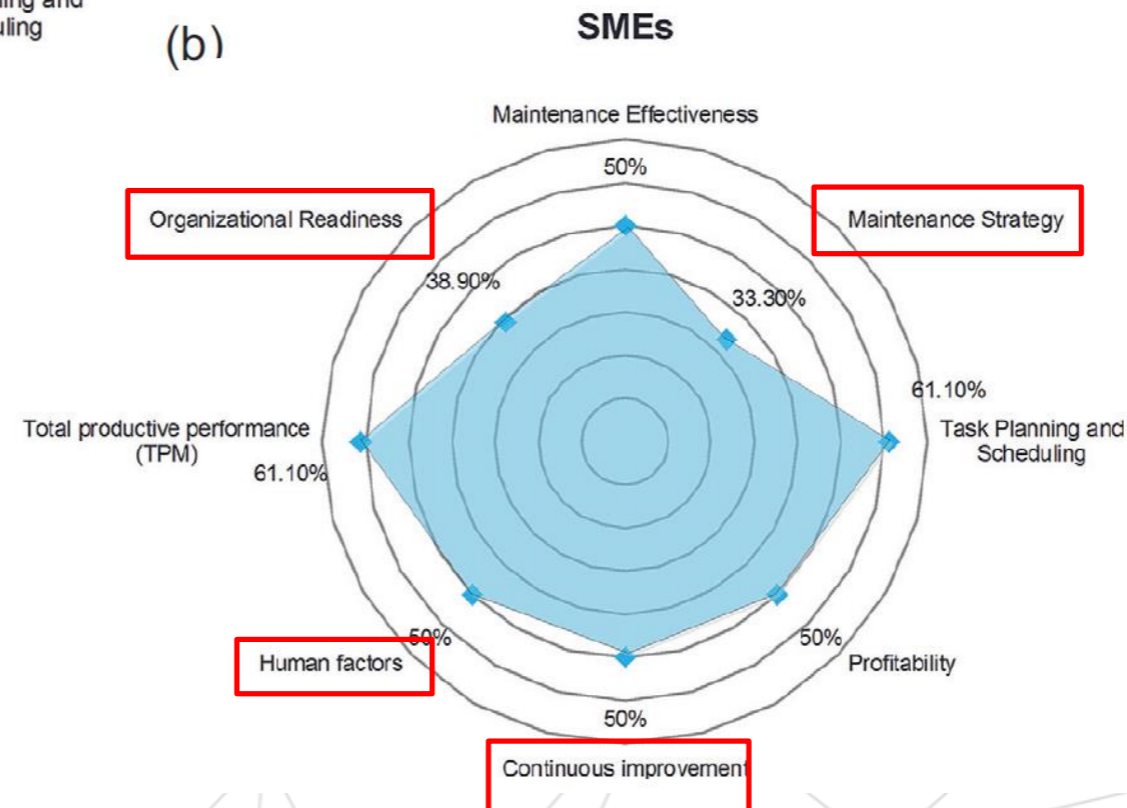 SMEs
(b)
Maintenance Effectiveness
50%
Organizational Readiness
Maintenance Strategy
38.90%
33.30%
61.10%
Total productive performance
(TPM)
Task Planning and
Scheduling
61.10%
50%
50%
Human factors
Profitability
50%
Continuous improvement